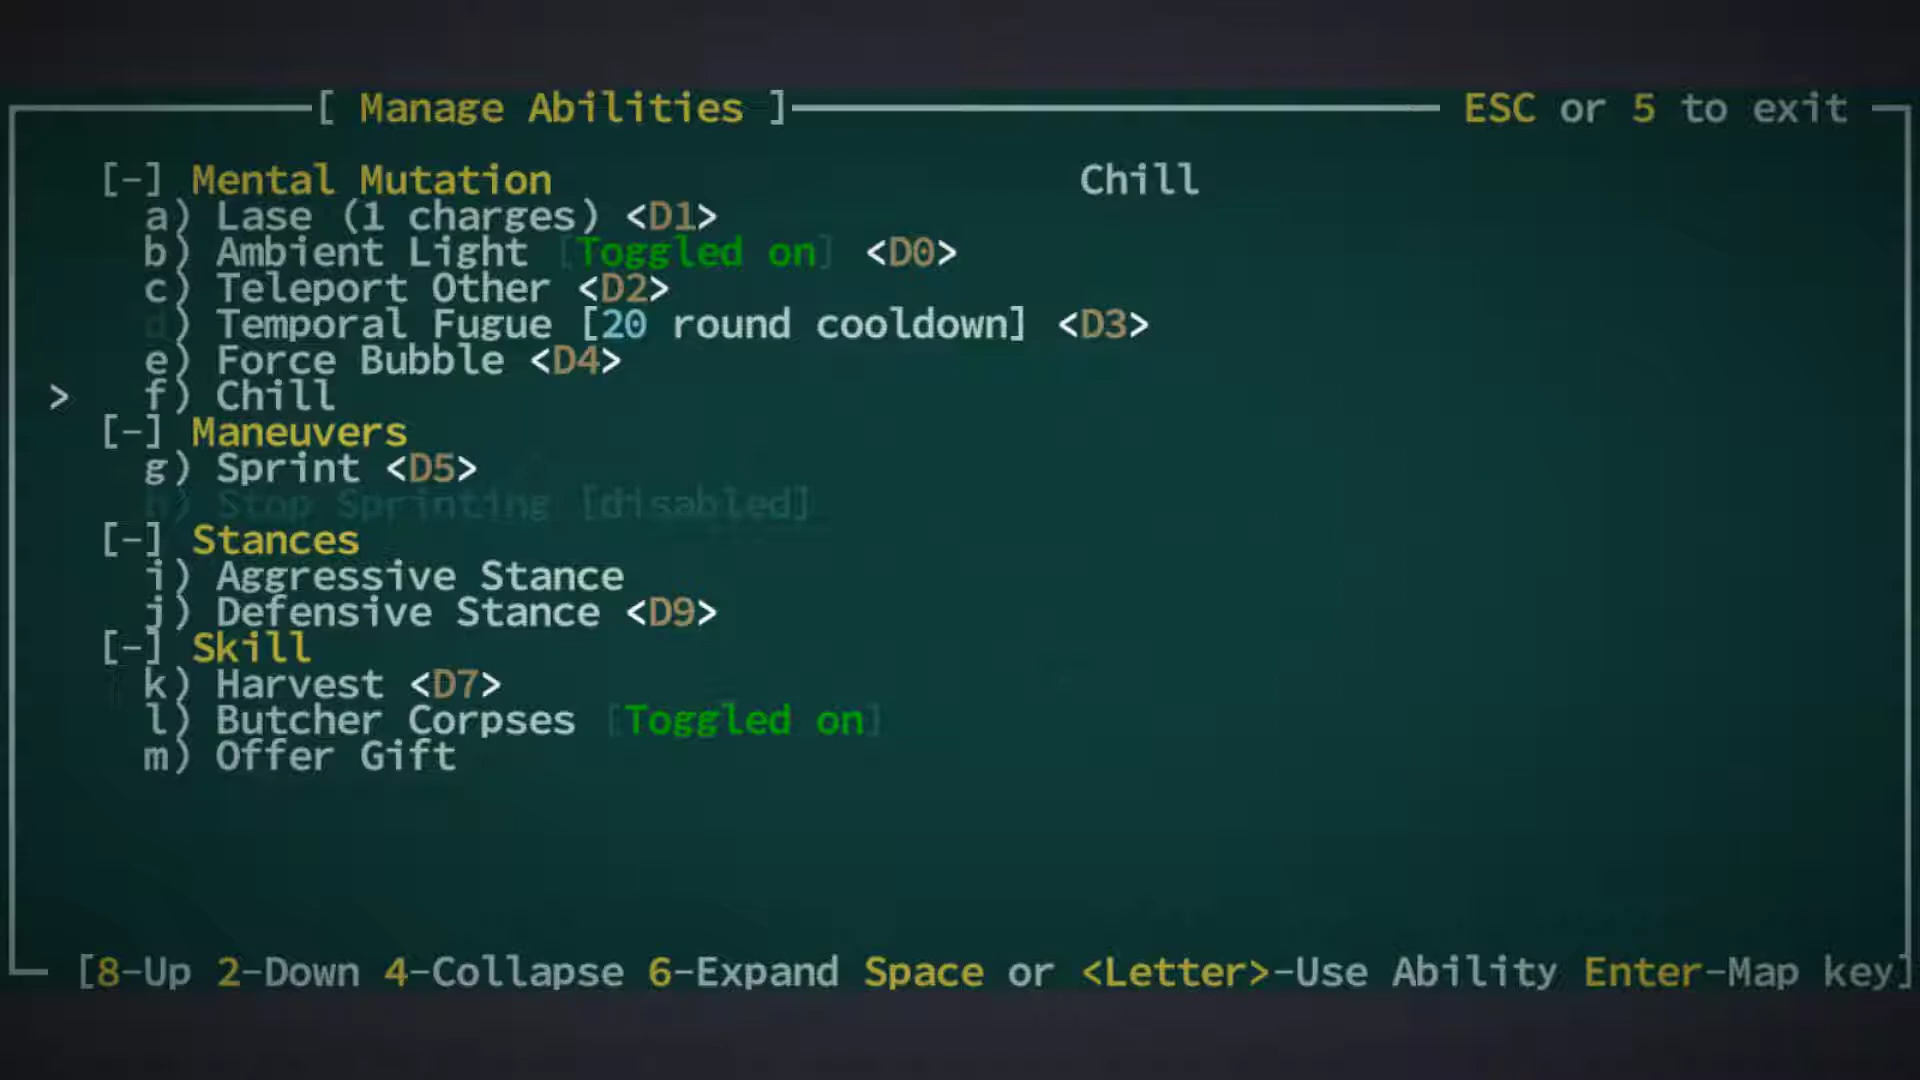 [ Manage Abilities ] ESC or 5 to exit
[-] Mental Mutation Chill
a) Lase (1 charges) <D1>
b) Ambient Light [Toggled on] <D0>
c) Teleport Other <D2>
d) Temporal Fugue [20 round cooldown] <D3>
e) Force Bubble <D4>
> f) Chill
[-] Maneuvers
g) Sprint <D5>
h) Stop Sprinting [disabled]
[-] Stances
i) Aggressive Stance
j) Defensive Stance <D9>
[-] Skill
k) Harvest <D7>
l) Butcher Corpses [Toggled on]
m) Offer Gift
[8-Up 2-Down 4-Collapse 6-Expand Space or <Letter>-Use Ability Enter-Map key]